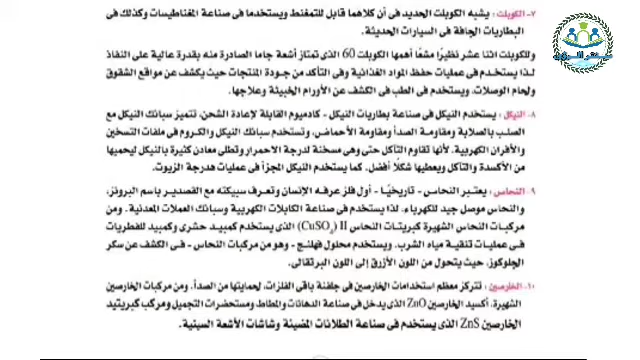 ٧- الكوبلت : يشبه الكوبلت الحديد فى أن كلاهما قابل للتمغنط ويستخدما فى صناعة المغناطيسات وكذلك فى
البطاريات الجافة فى السيارات الحديثة.
وللكوبلت اثنا عشر نظيرًا مشعًا أهمها الكوبلت 60 الذى تمتاز أشعة جاما الصادرة منه بقدرة عالية على النفاذ
لذا يستخدم فى عمليات حفظ المواد الغذائية وفى التأكد من جودة المنتجات حيث يكشف عن مواقع الشقوق
ولحام الوصلات، ويستخدم فى الطب فى الكشف عن الاورام الخبيثة وعلاجها.
٨- النيكل : يستخدم النيكل فى صناعة بطاريات النيكل - كادميوم القابلة لإعادة الشحن، تتميز سبائك النيكل مع
الصلب بالصلابة ومقاومة الصدأ ومقاومة الأحماض، وتستخدم سبائك النيكل والكروم فى ملفات التسخين
والأفران الكهربية. لأنها تقاوم التآكل حتى وهى مسخنة لدرجة الاحمرار وتطلى معادن كثيرة بالنيكل ليحميها
من الأكسدة والتآكل ويعطيها شكلًا أفضل. كما يستخدم النيكل المجزأ فى عمليات هدرجة الزيوت.
٩- النحاس : يعتبر النحاس - تاريخيًا - أول فلز عرفه الإنسان وتعرف سبيكته مع القصدير باسم البرونز،
والنحاس موصل جيد للكهرباء، لذا يستخدم فى صناعة الكابلات الكهربية وسبائك العملات المعدنية. ومن
مركبات النحاس الشهيرة كبريتات النحاس II (CuSO₄) الذى يستخدم كمبيد حشرى وكمبيد للفطريات
فى عمليات تنقية مياه الشرب. ويستخدم محلول فهلنج - وهو من مركبات النحاس - فى الكشف عن سكر
الجلوكوز، حيث يتحول من اللون الأزرق إلى اللون البرتقالى.
١٠- الخارصين : تتركز معظم استخدامات الخارصين فى جلفنة باقى الفلزات، لحمايتها من الصدأ. ومن مركبات الخارصين
الشهيرة، أكسيد الخارصين ZnO الذى يدخل فى صناعة الدهانات والمطاط ومستحضرات التجميل ومركب كبريتيد
الخارصين ZnS الذى يستخدم فى صناعة الطلاءات المضيئة وشاشات الأشعة السينية.